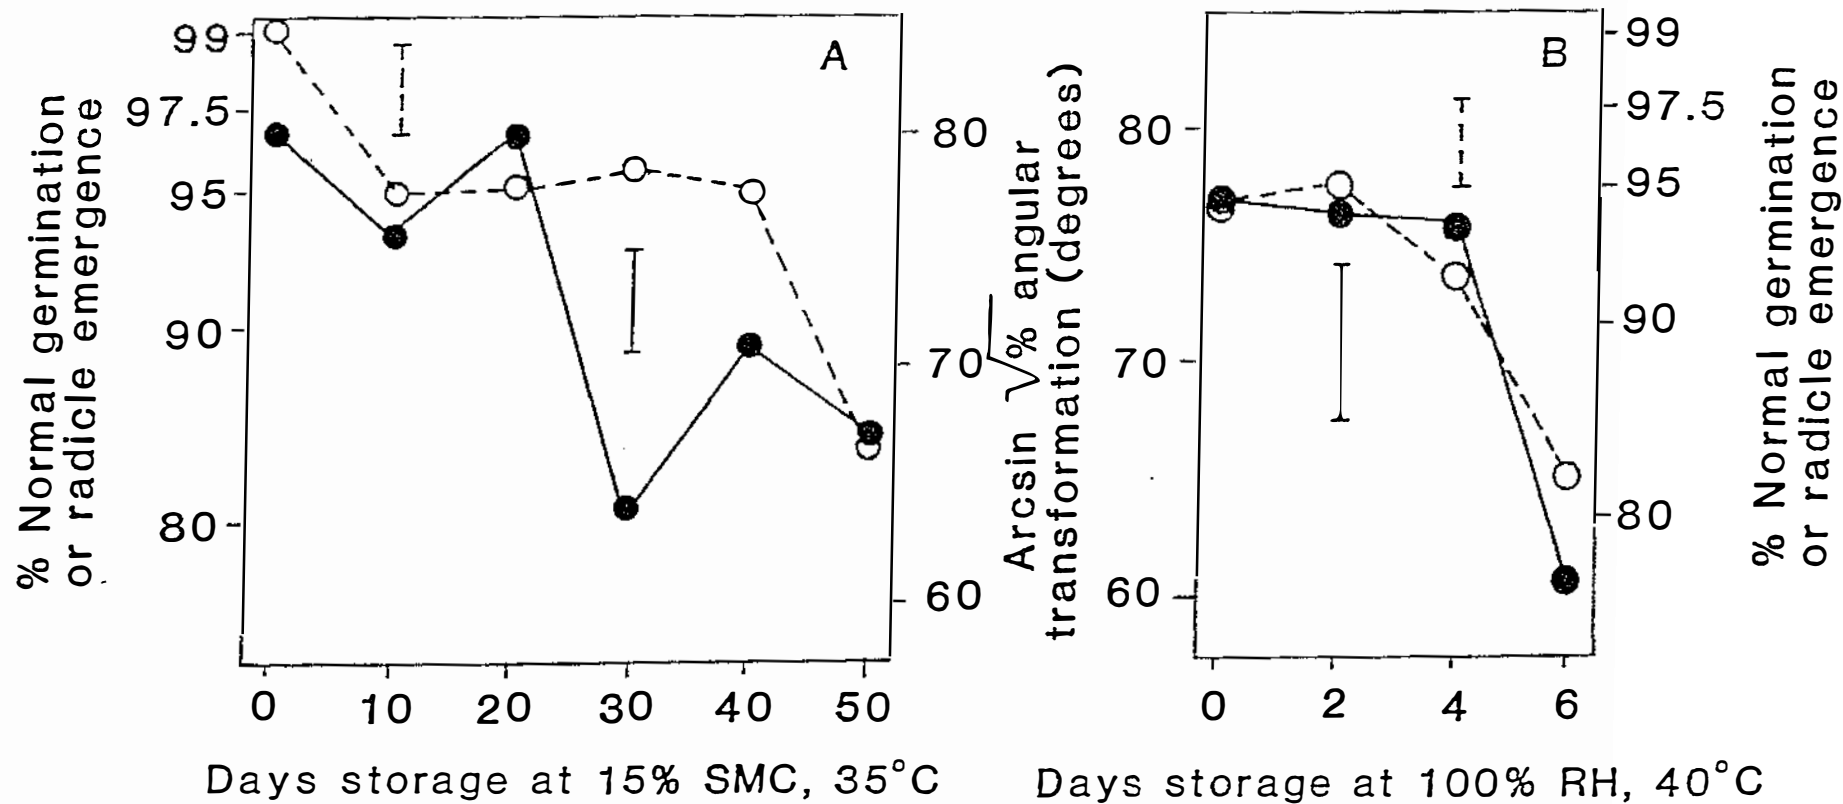 % Normal germination
or radicle emergence
99
97.5
95
90
80
A
80
70
60
0 10 20 30 40 50
Days storage at 15% SMC, 35°C
Arcsin √% angular
transformation (degrees)
80
70
60
B
99
97.5
95
90
80
0 2 4 6
Days storage at 100% RH, 40°C
% Normal germination
or radicle emergence